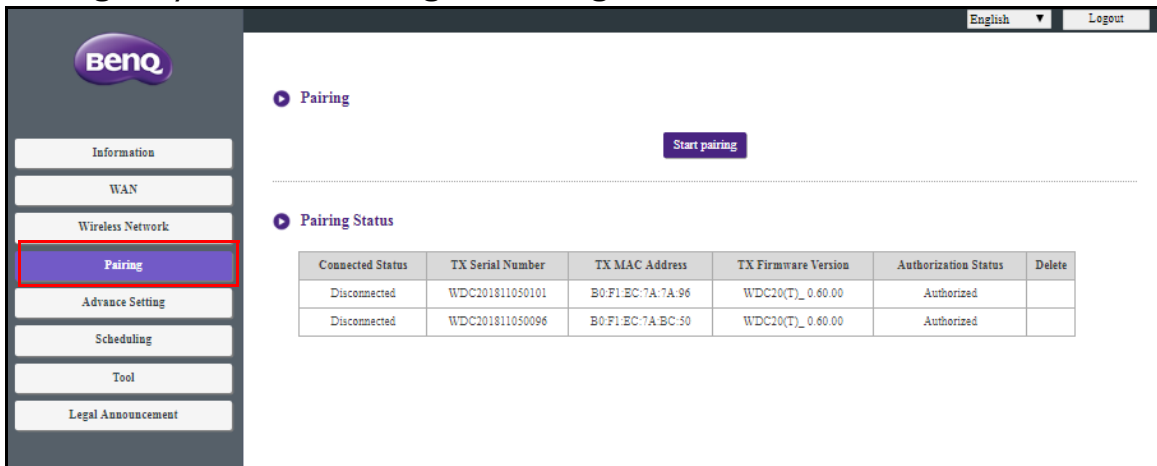 English ▼ Logout
BenQ
Pairing
Start pairing
Information
WAN
Wireless Network
Pairing
Advance Setting
Scheduling
Tool
Legal Announcement
Pairing Status
Connected Status TX Serial Number TX MAC Address TX Firmware Version Authorization Status Delete
Disconnected WDC201811050101 B0:F1:EC:7A:7A:96 WDC20(T)_ 0.60.00 Authorized
Disconnected WDC201811050096 B0:F1:EC:7A:BC:50 WDC20(T)_ 0.60.00 Authorized